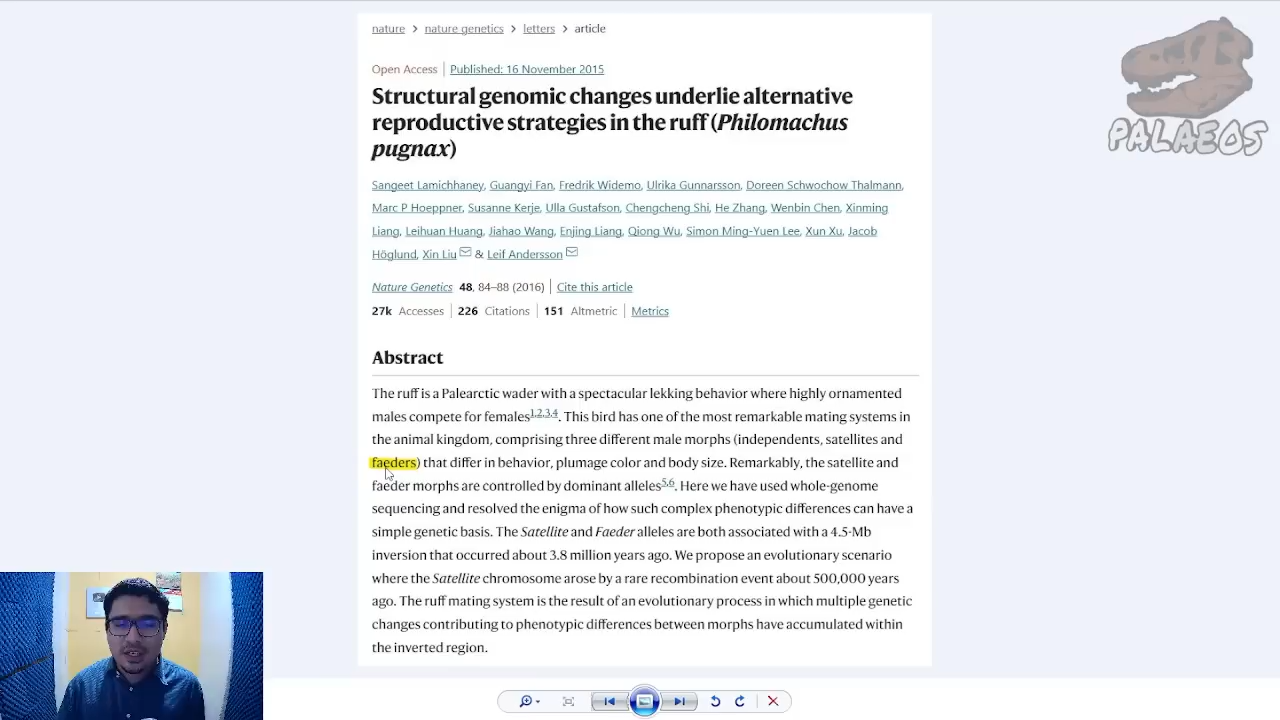 nature > nature genetics > letters > article
PALAEOS
Open Access | Published: 16 November 2015
Structural genomic changes underlie alternative
reproductive strategies in the ruff (Philomachus
pugnax)
Sangeet Lamichhaney, Guangyi Fan, Fredrik Widemo, Ulrika Gunnarsson, Doreen Schwochow Thalmann,
Marc P Hoeppner, Susanne Kerje, Ulla Gustafson, Chengcheng Shi, He Zhang, Wenbin Chen, Xinming
Liang, Leihuan Huang, Jiahao Wang, Enjing Liang, Qiong Wu, Simon Ming-Yuen Lee, Xun Xu, Jacob
Höglund, Xin Liu & Leif Andersson
Nature Genetics 48, 84–88 (2016) | Cite this article
27k Accesses | 226 Citations | 151 Altmetric | Metrics
Abstract
The ruff is a Palearctic wader with a spectacular lekking behavior where highly ornamented
males compete for females1,2,3,4. This bird has one of the most remarkable mating systems in
the animal kingdom, comprising three different male morphs (independents, satellites and
faeders) that differ in behavior, plumage color and body size. Remarkably, the satellite and
faeder morphs are controlled by dominant alleles5,6. Here we have used whole-genome
sequencing and resolved the enigma of how such complex phenotypic differences can have a
simple genetic basis. The Satellite and Faeder alleles are both associated with a 4.5-Mb
inversion that occurred about 3.8 million years ago. We propose an evolutionary scenario
where the Satellite chromosome arose by a rare recombination event about 500,000 years
ago. The ruff mating system is the result of an evolutionary process in which multiple genetic
changes contributing to phenotypic differences between morphs have accumulated within
the inverted region.